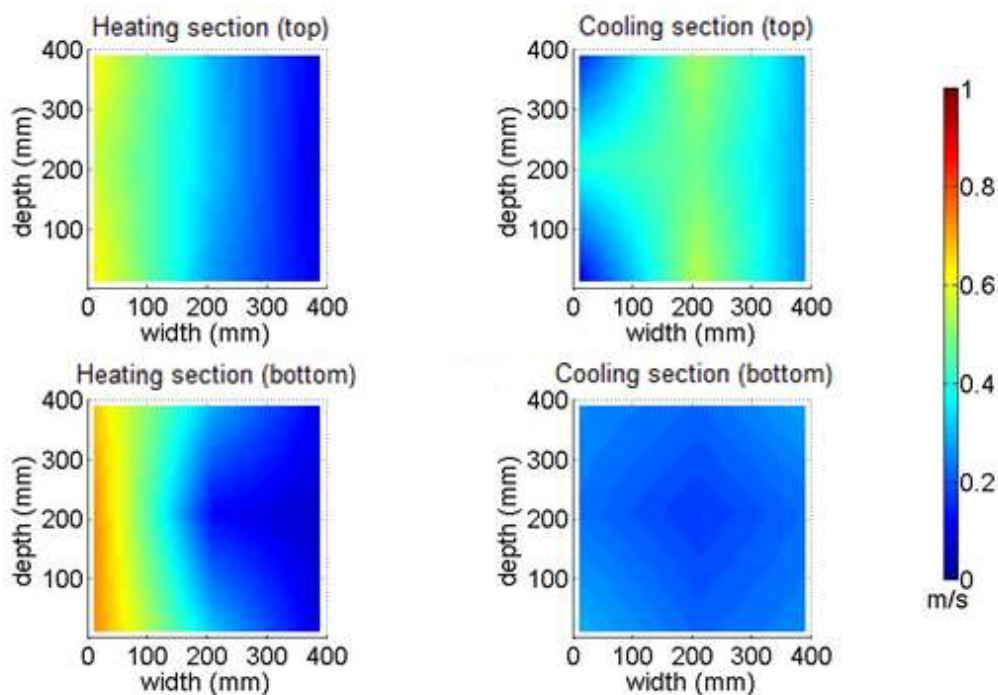 Heating section (top)
400
300
200
100
0 100 200 300 400
depth (mm)
width (mm)
Cooling section (top)
400
300
200
100
0 100 200 300 400
depth (mm)
width (mm)
Heating section (bottom)
400
300
200
100
0 100 200 300 400
depth (mm)
width (mm)
Cooling section (bottom)
400
300
200
100
0 100 200 300 400
depth (mm)
width (mm)
1
0.8
0.6
0.4
0.2
0
m/s